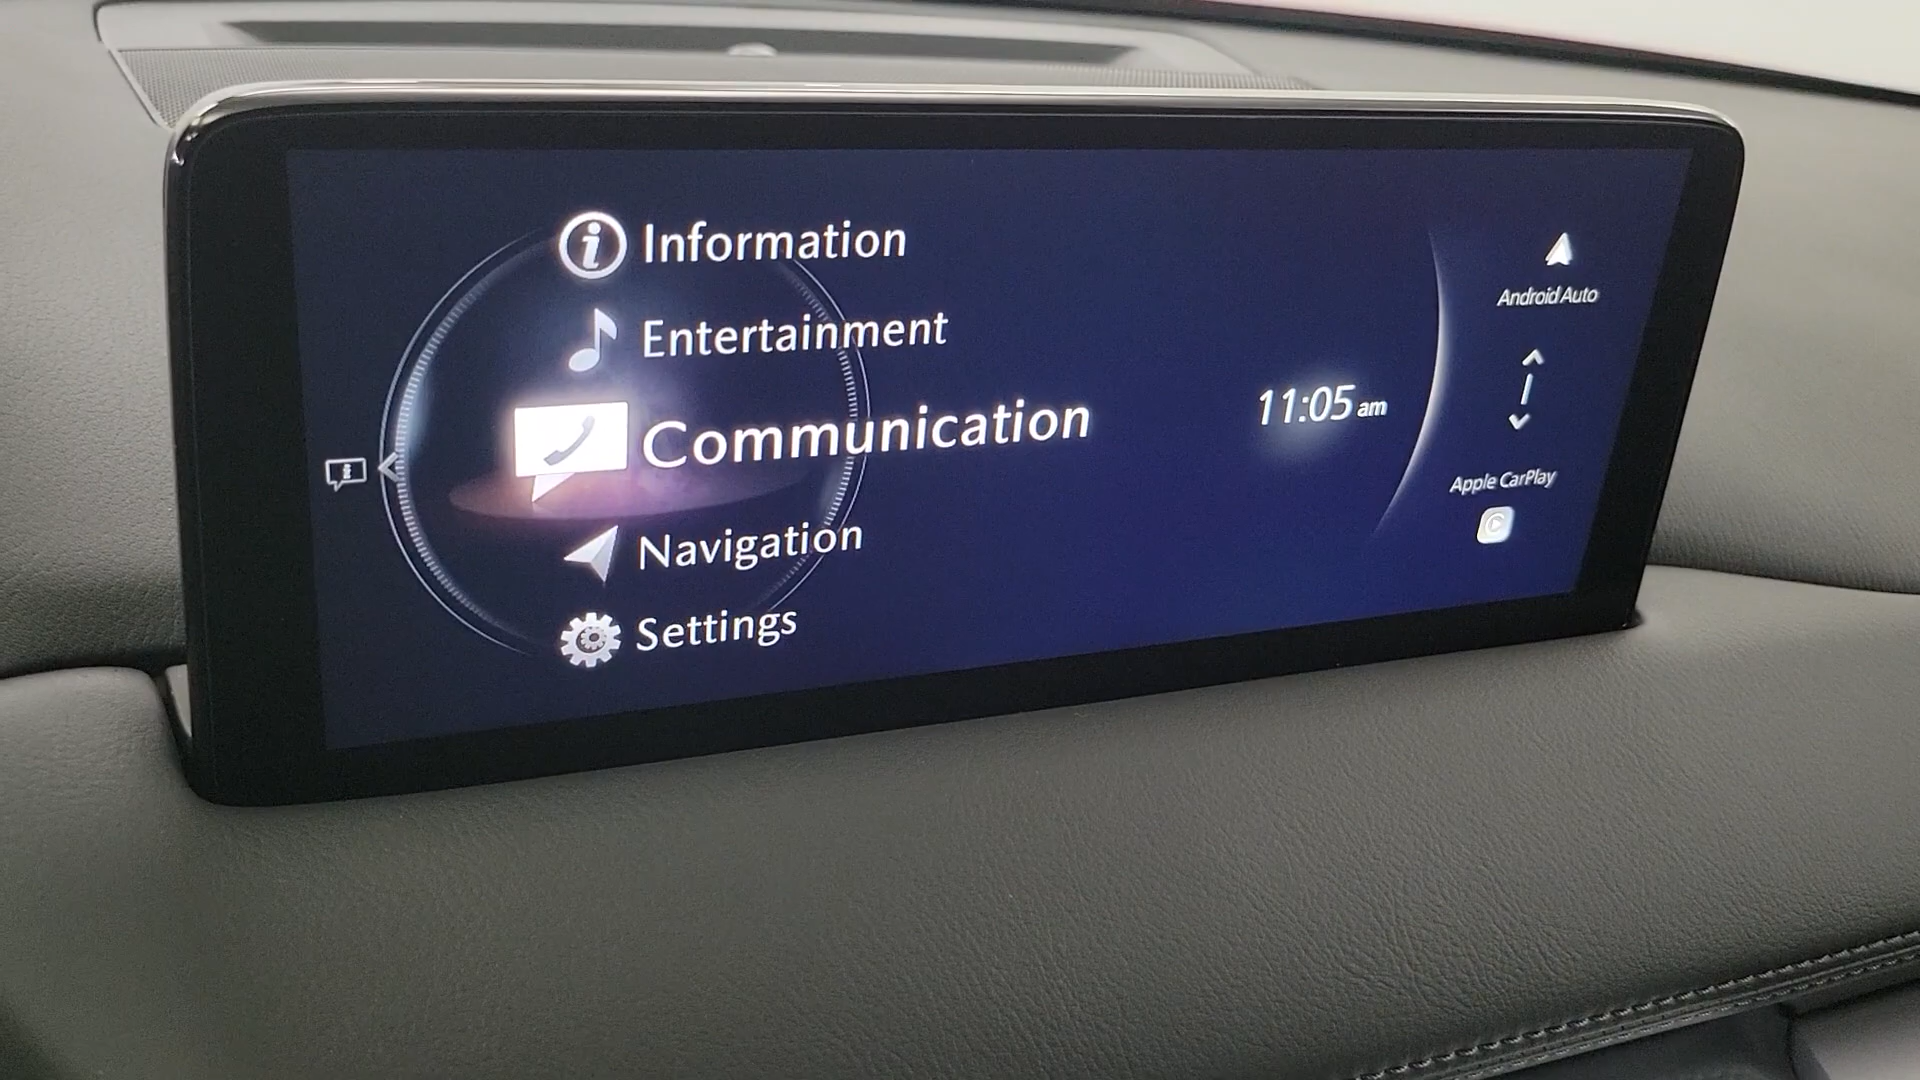 Information
Entertainment
Communication
Navigation
Settings
11:05 am
Android Auto
Apple CarPlay